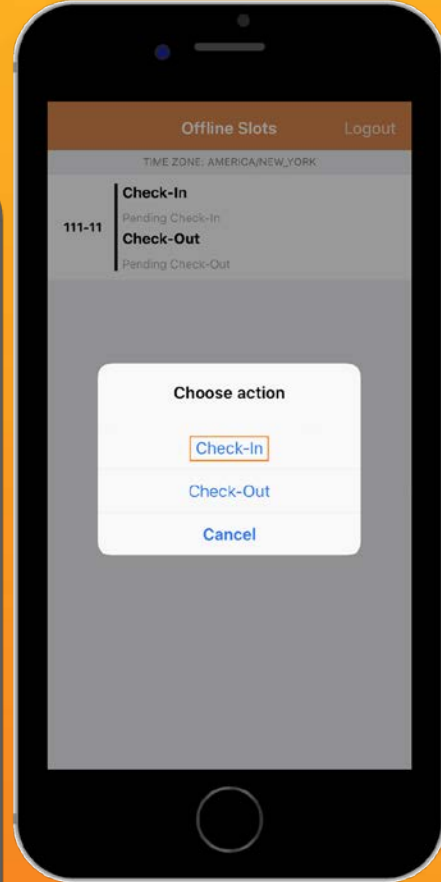 Offline Slots Logout
TIME ZONE: AMERICA/NEW_YORK
Check-In
Pending Check-In
111-11
Check-Out
Pending Check-Out
Choose action
Check-In
Check-Out
Cancel